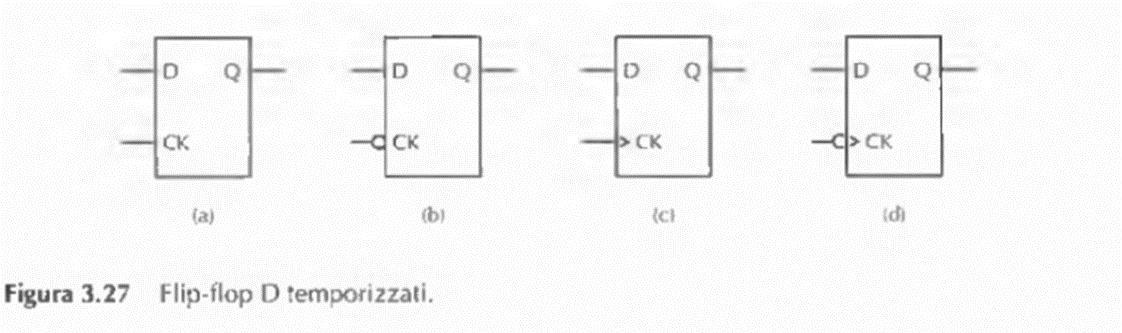 D Q D Q D Q D Q
CK CK > CK > CK
(a) (b) (c) (d)
Figura 3.27 Flip-flop D temporizzati.